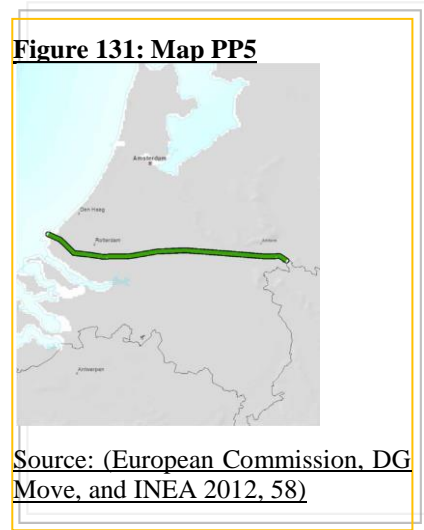 Figure 131: Map PP5
Amsterdam
Den Haag
Rotterdam
Antwerpen
Source: (European Commission, DG
Move, and INEA 2012, 58)